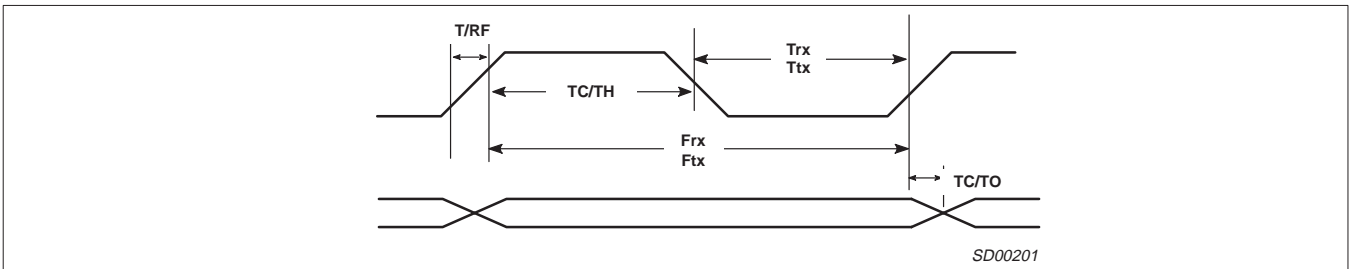 T/RF
Trx
Ttx
TC/TH
Frx
Ftx
TC/TO
SD00201